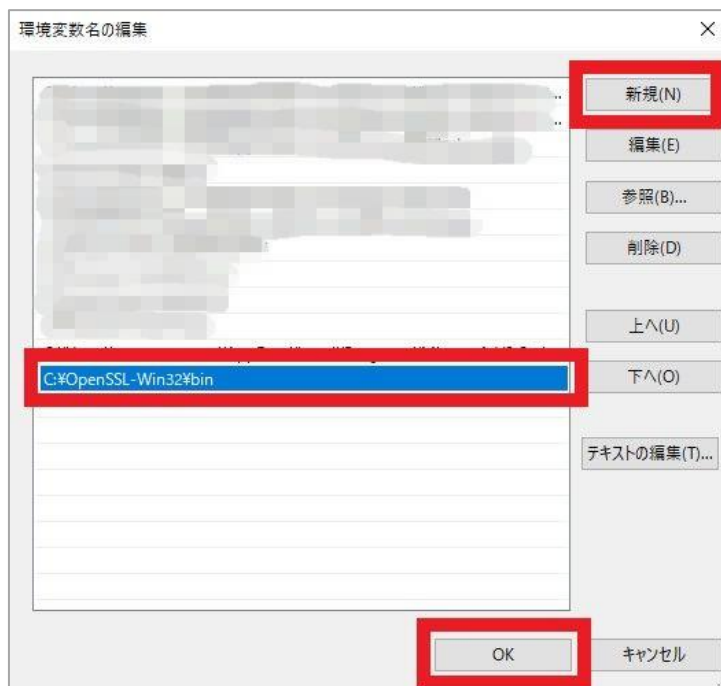 環境変数名の編集
新規(N)
編集(E)
参照(B)...
削除(D)
上へ(U)
C:¥OpenSSL-Win32¥bin
下へ(O)
テキストの編集(T)...
OK
キャンセル